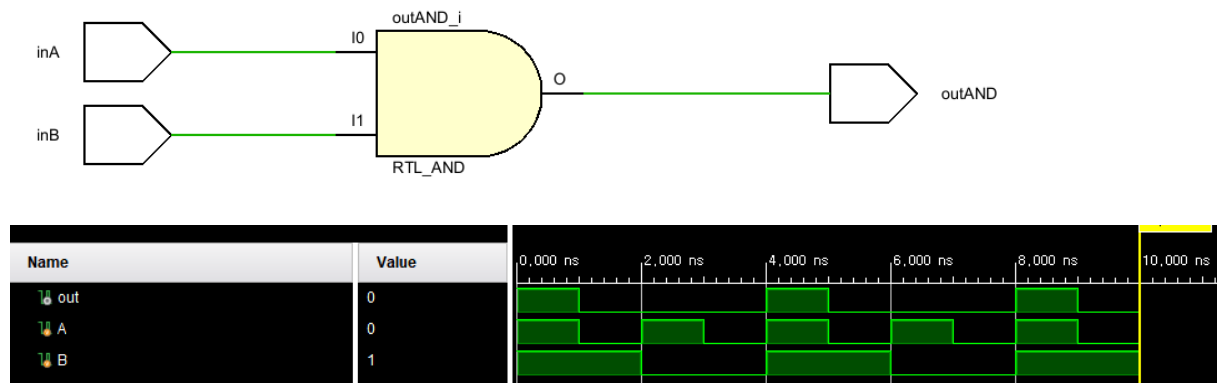 outAND_i
inA
I0
O
outAND
inB
I1
RTL_AND
Name Value 0,000 ns 2,000 ns 4,000 ns 6,000 ns 8,000 ns 10,000 ns
out 0
A 0
B 1